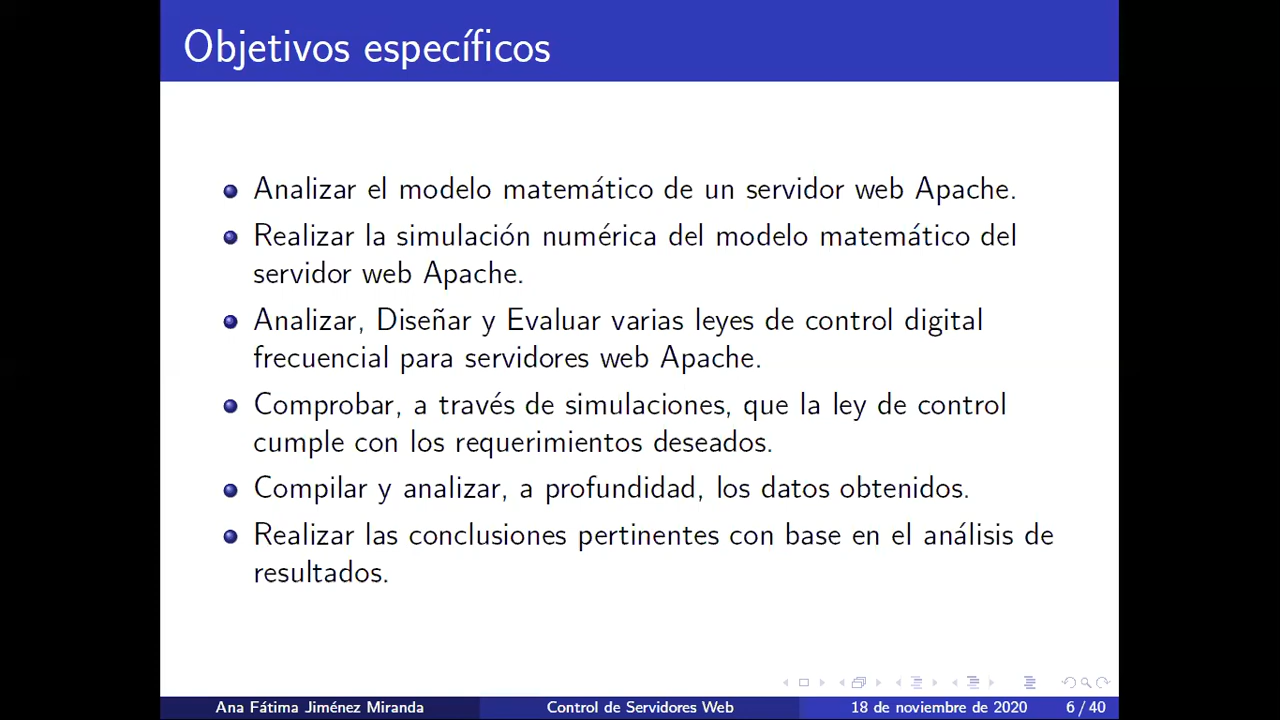 Objetivos específicos
Analizar el modelo matemático de un servidor web Apache.
Realizar la simulación numérica del modelo matemático del
servidor web Apache.
Analizar, Diseñar y Evaluar varias leyes de control digital
frecuencial para servidores web Apache.
Comprobar, a través de simulaciones, que la ley de control
cumple con los requerimientos deseados.
Compilar y analizar, a profundidad, los datos obtenidos.
Realizar las conclusiones pertinentes con base en el análisis de
resultados.
Ana Fátima Jiménez Miranda Control de Servidores Web 18 de noviembre de 2020 6 / 40